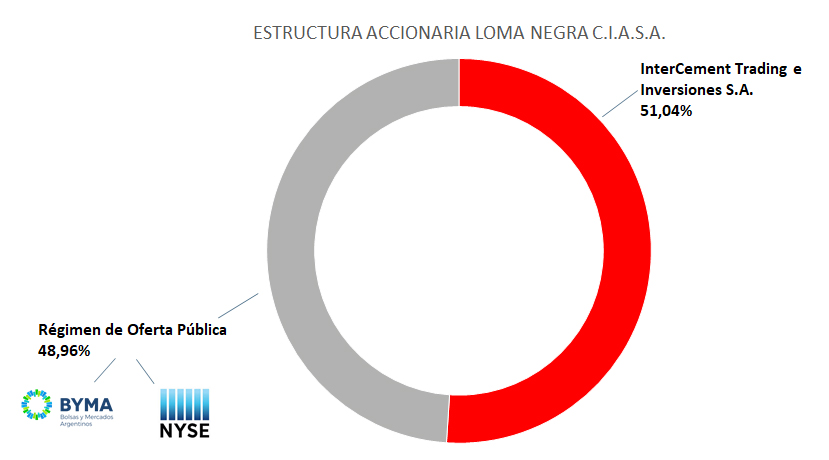 ESTRUCTURA ACCIONARIA LOMA NEGRA C.I.A.S.A.
InterCement Trading e
Inversiones S.A.
51,04%
Régimen de Oferta Pública
48,96%
BYMA
Bolsas y Mercados
Argentinos
NYSE